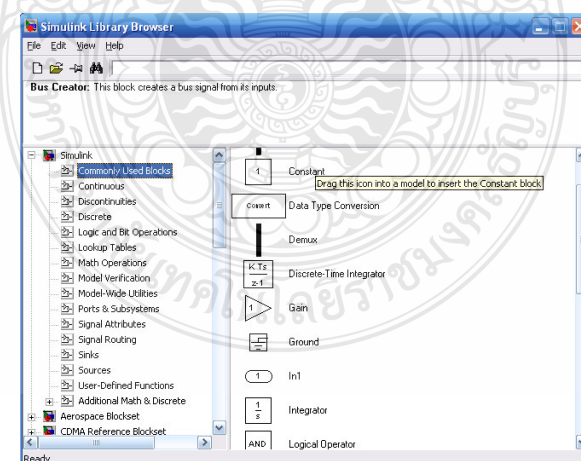 Simulink Library Browser
File Edit View Help
Bus Creator: This block creates a bus signal from its inputs.
Simulink
Commonly Used Blocks
Continuous
Discontinuities
Discrete
Logic and Bit Operations
Lookup Tables
Math Operations
Model Verification
Model-Wide Utilities
Ports & Subsystems
Signal Attributes
Signal Routing
Sinks
Sources
User-Defined Functions
Additional Math & Discrete
Aerospace Blockset
CDMA Reference Blockset
1 Constant
Drag this icon into a model to insert the Constant block
Convert Data Type Conversion
Demux
K Ts
z-1
Discrete-Time Integrator
1 Gain
Ground
1 In1
1
s
Integrator
AND Logical Operator
Ready